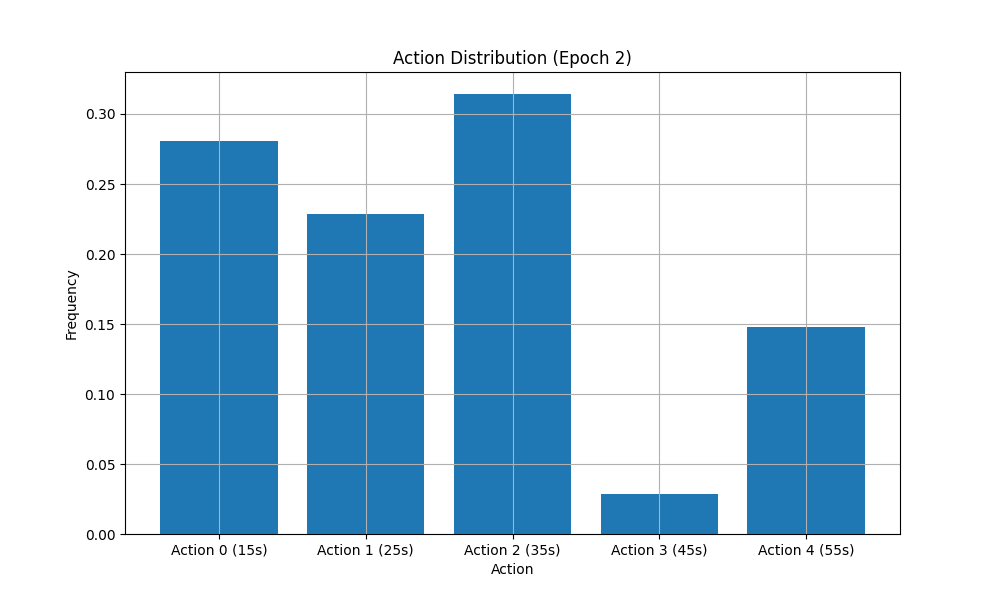 Action Distribution (Epoch 2)
0.30
0.25
0.20
0.15
0.10
0.05
0.00
Frequency
Action 0 (15s) Action 1 (25s) Action 2 (35s) Action 3 (45s) Action 4 (55s)
Action